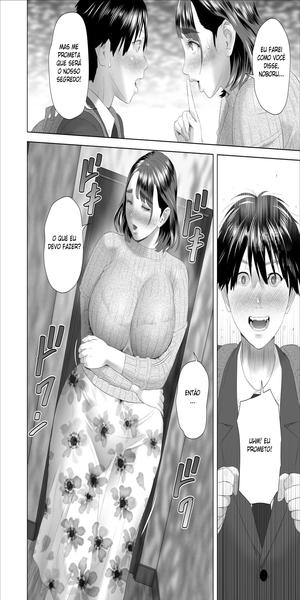 EU FAREI
COMO VOCÊ
DISSE,
NOBORU...
MAS ME
PROMETA
QUE SERÁ
O NOSSO
SEGREDO!
UHM! EU
PROMETO!
ENTÃO
...
O QUE EU
DEVO FAZER?